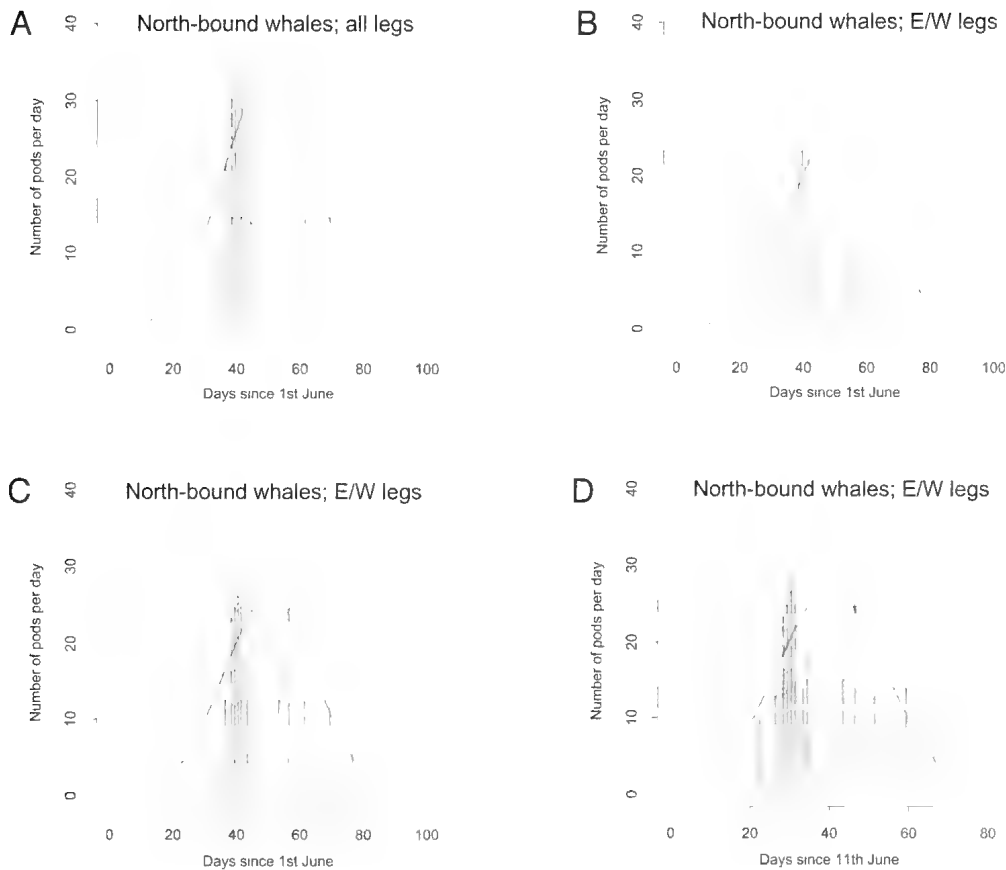 A
North-bound whales; all legs
Number of pods per day
40
30
20
10
0
0 20 40 60 80 100
Days since 1st June
B
North-bound whales; E/W legs
Number of pods per day
40
30
20
10
0
0 20 40 60 80 100
Days since 1st June
C
North-bound whales; E/W legs
Number of pods per day
40
30
20
10
0
0 20 40 60 80 100
Days since 1st June
D
North-bound whales; E/W legs
Number of pods per day
40
30
20
10
0
0 20 40 60 80
Days since 11th June